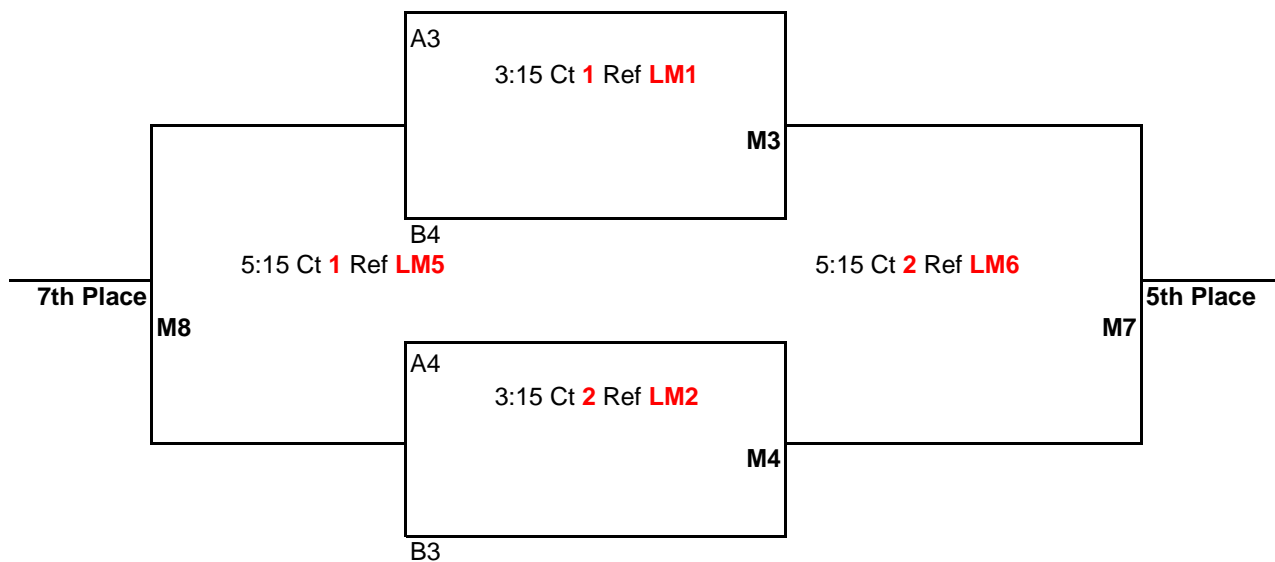 A3
3:15 Ct 1 Ref LM1
M3
B4
5:15 Ct 1 Ref LM5
5:15 Ct 2 Ref LM6
7th Place
5th Place
M8
M7
A4
3:15 Ct 2 Ref LM2
M4
B3